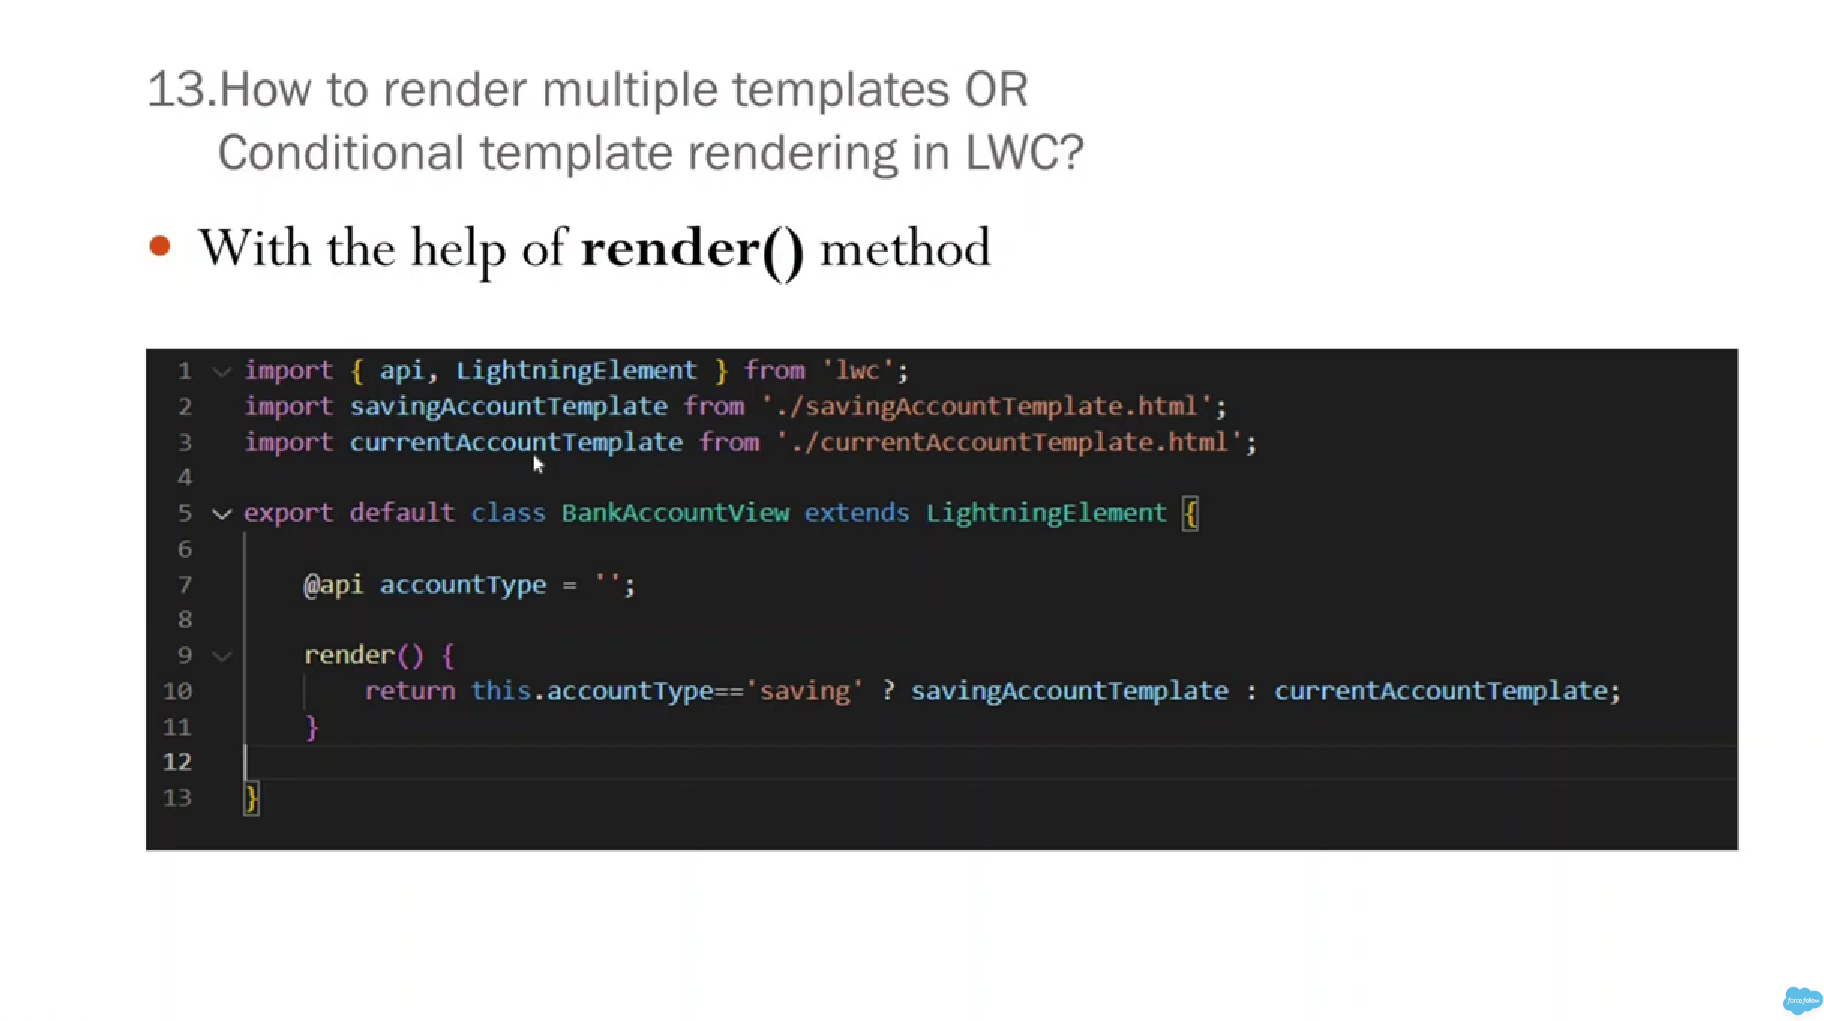 13.How to render multiple templates OR
Conditional template rendering in LWC?
• With the help of render() method
1 import { api, LightningElement } from 'lwc';
2 import savingAccountTemplate from './savingAccountTemplate.html';
3 import currentAccountTemplate from './currentAccountTemplate.html';
4
5 export default class BankAccountView extends LightningElement {
6
7 @api accountType = '';
8
9 render() {
10 return this.accountType=='saving' ? savingAccountTemplate : currentAccountTemplate;
11 }
12
13 }
forcefellow